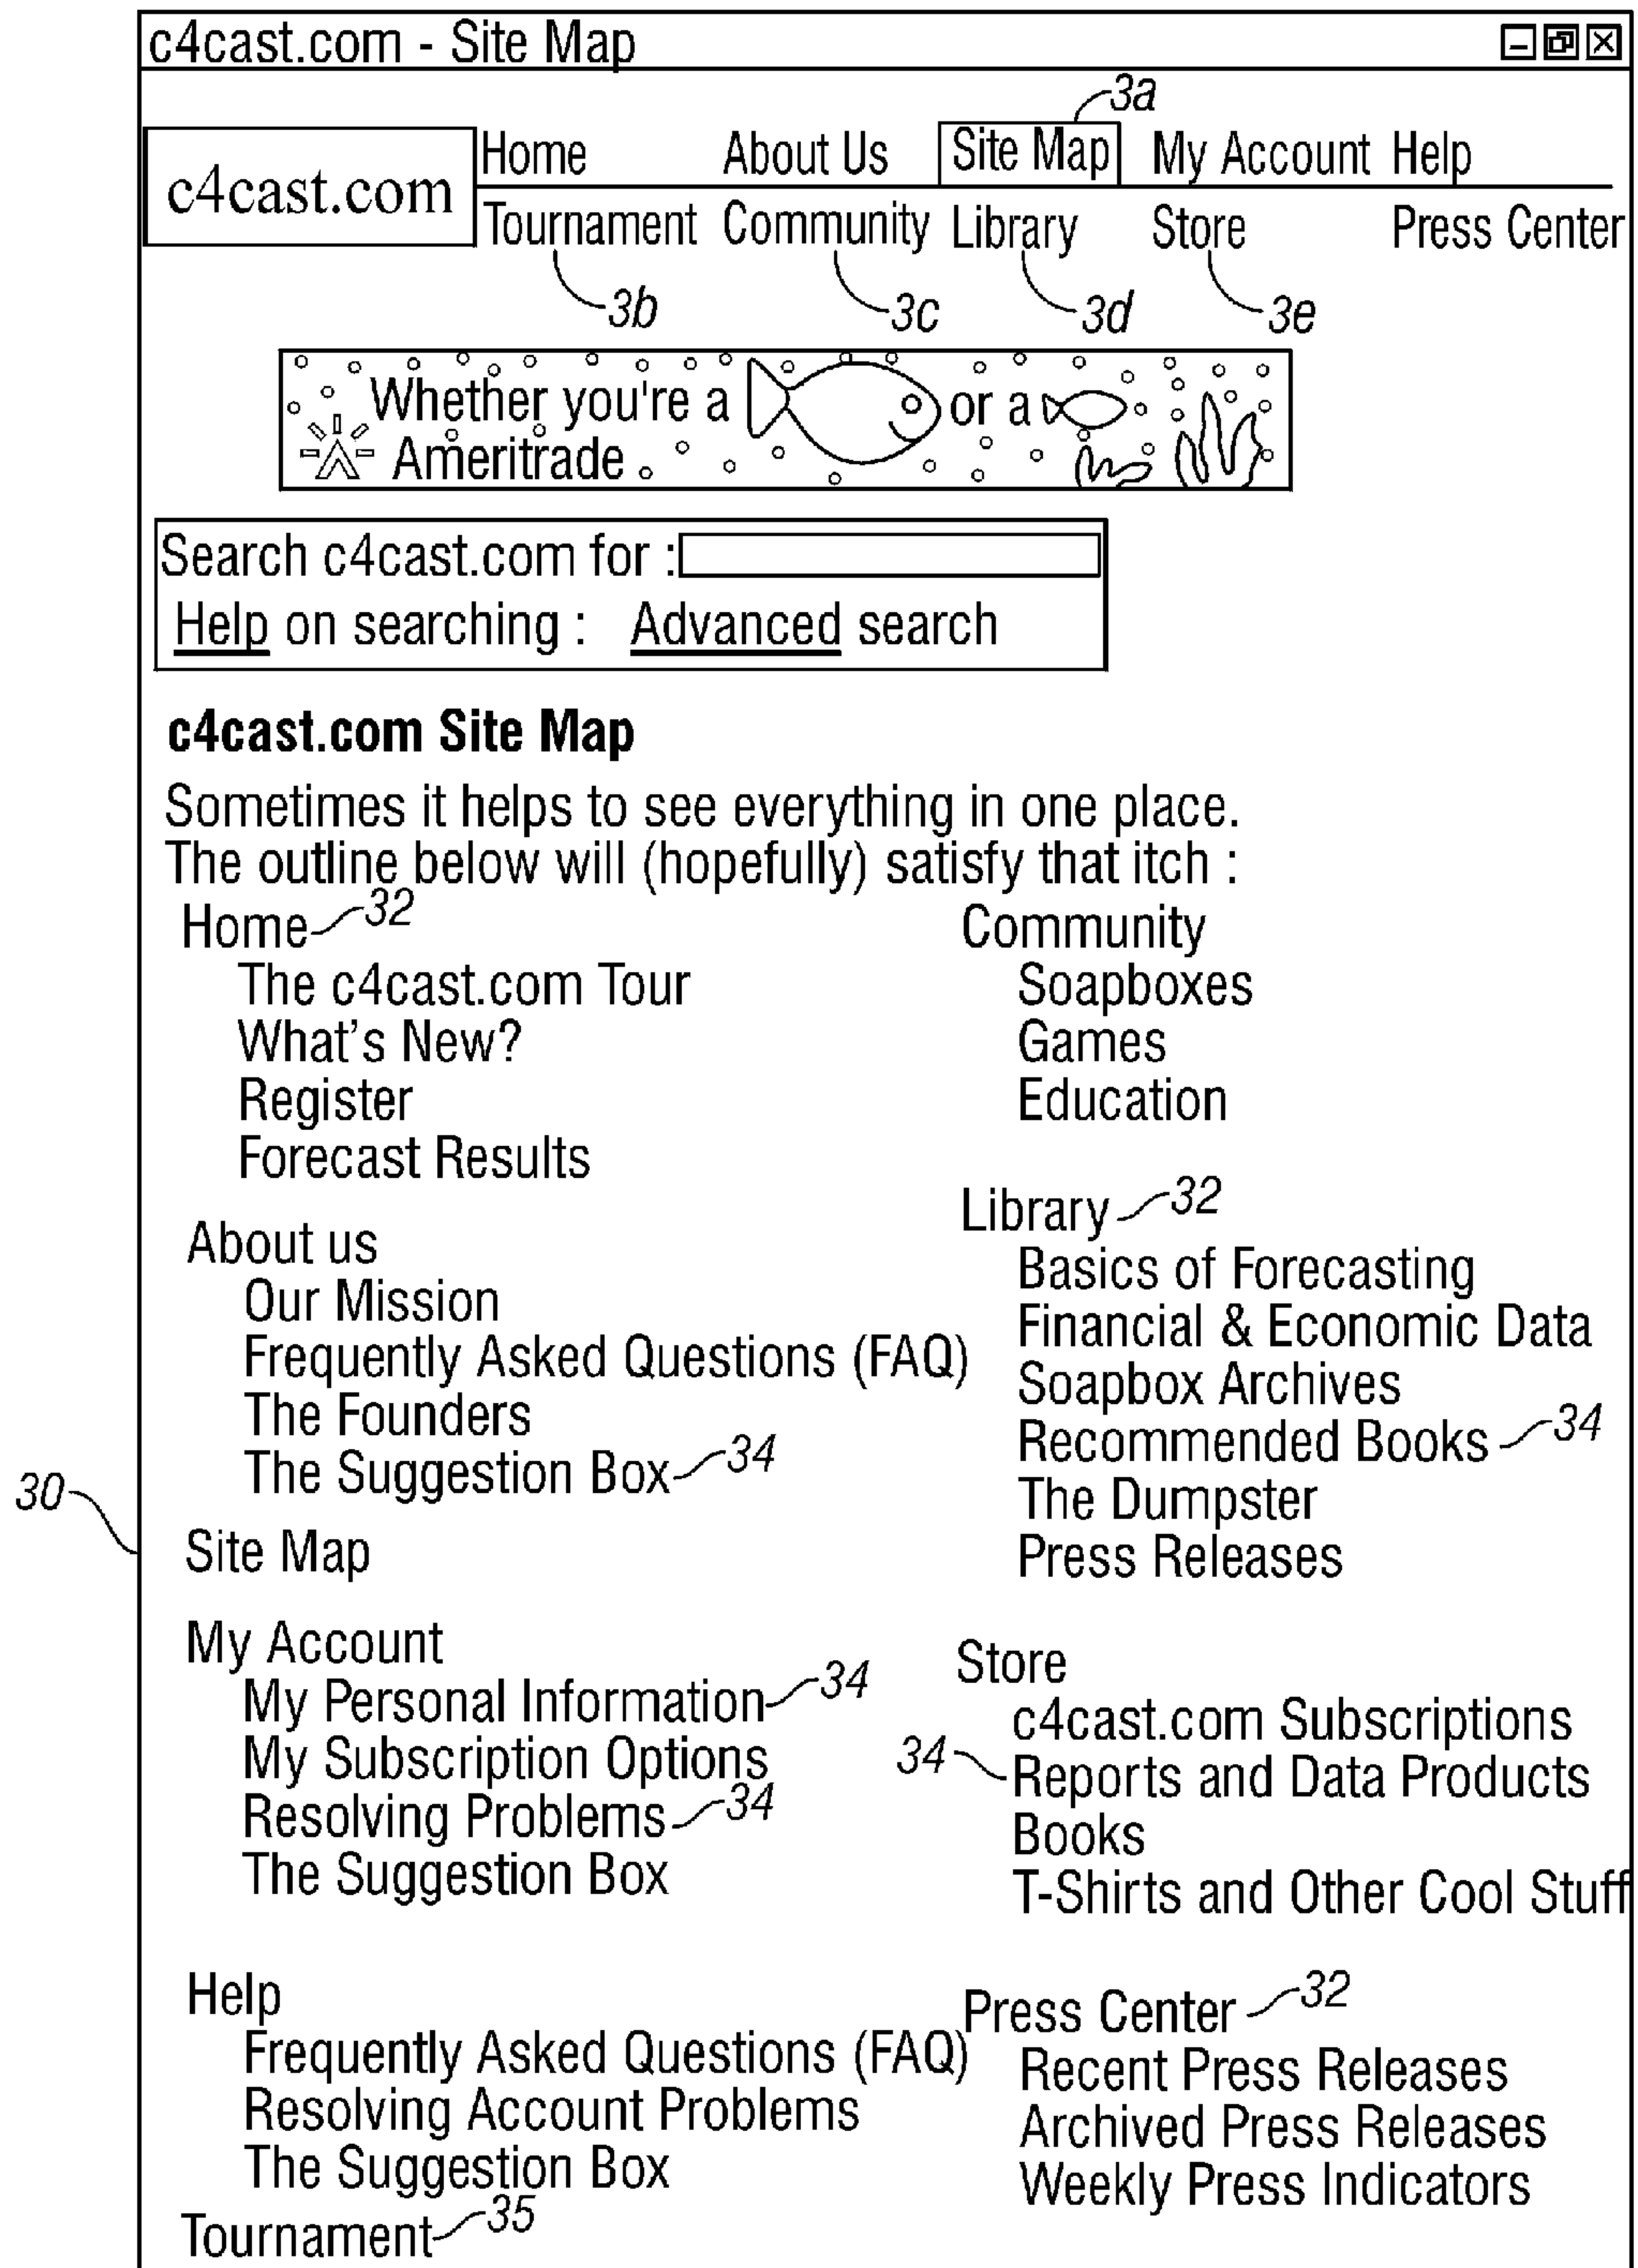 c4cast.com - Site Map
3a
c4cast.com
Home About Us Site Map My Account Help
Tournament Community Library Store Press Center
3b 3c 3d 3e
Whether you're a or a
Ameritrade
Search c4cast.com for :
Help on searching : Advanced search
c4cast.com Site Map
Sometimes it helps to see everything in one place.
The outline below will (hopefully) satisfy that itch :
Home 32
The c4cast.com Tour
What's New?
Register
Forecast Results
About us
Our Mission
Frequently Asked Questions (FAQ)
The Founders
The Suggestion Box 34
30
Site Map
My Account
My Personal Information 34
My Subscription Options
Resolving Problems 34
The Suggestion Box
Help
Frequently Asked Questions (FAQ)
Resolving Account Problems
The Suggestion Box
Tournament 35
Community
Soapboxes
Games
Education
Library 32
Basics of Forecasting
Financial & Economic Data
Soapbox Archives
Recommended Books 34
The Dumpster
Press Releases
Store
c4cast.com Subscriptions
34 Reports and Data Products
Books
T-Shirts and Other Cool Stuff
Press Center 32
Recent Press Releases
Archived Press Releases
Weekly Press Indicators